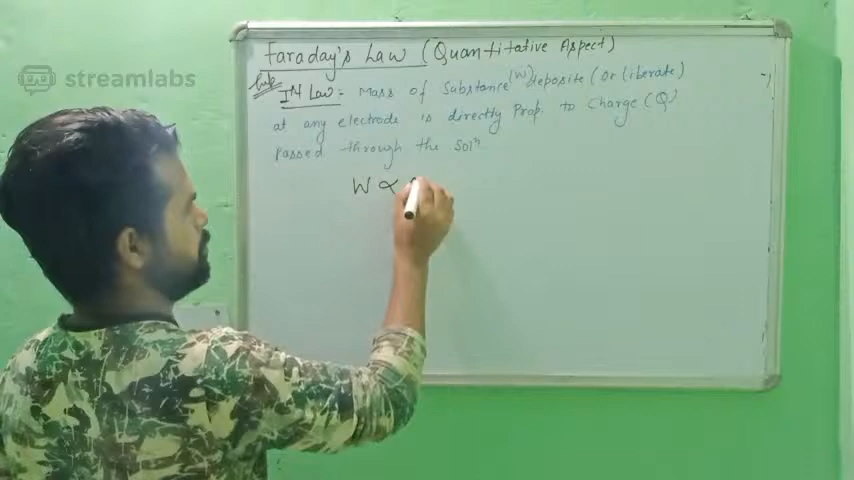 streamlabs
Faraday's Law (Quantitative Aspect)
Imp
Ist Law:- Mass of Substance (W) deposite (or liberate)
at any electrode is directly Prop. to Charge (Q)
Passed through the Solⁿ
W ∝